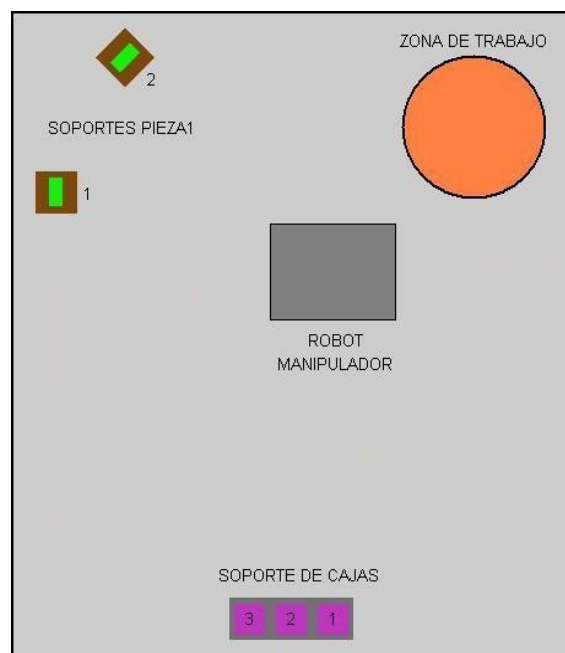 ZONA DE TRABAJO
2
SOPORTES PIEZA1
1
ROBOT
MANIPULADOR
SOPORTE DE CAJAS
3 2 1